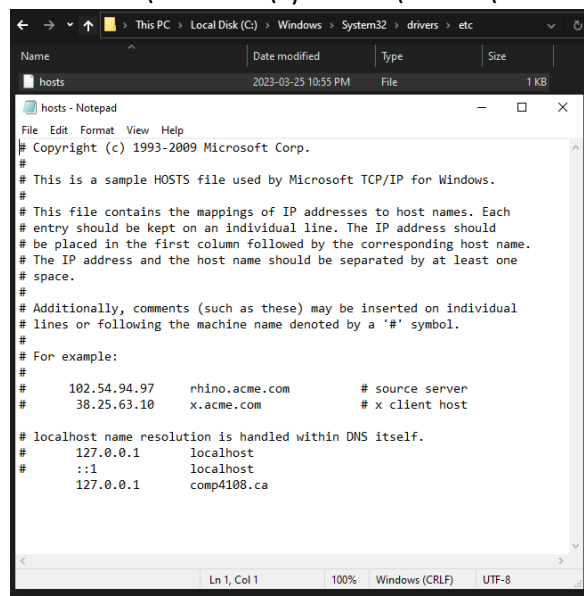 This PC > Local Disk (C:) > Windows > System32 > drivers > etc
Name Date modified Type Size
hosts 2023-03-25 10:55 PM File 1 KB
hosts - Notepad
File Edit Format View Help
# Copyright (c) 1993-2009 Microsoft Corp.
#
# This is a sample HOSTS file used by Microsoft TCP/IP for Windows.
#
# This file contains the mappings of IP addresses to host names. Each
# entry should be kept on an individual line. The IP address should
# be placed in the first column followed by the corresponding host name.
# The IP address and the host name should be separated by at least one
# space.
#
# Additionally, comments (such as these) may be inserted on individual
# lines or following the machine name denoted by a '#' symbol.
#
# For example:
#
#      102.54.94.97     rhino.acme.com          # source server
#       38.25.63.10     x.acme.com              # x client host

# localhost name resolution is handled within DNS itself.
#       127.0.0.1       localhost
#       ::1             localhost
        127.0.0.1       comp4108.ca
Ln 1, Col 1 100% Windows (CRLF) UTF-8